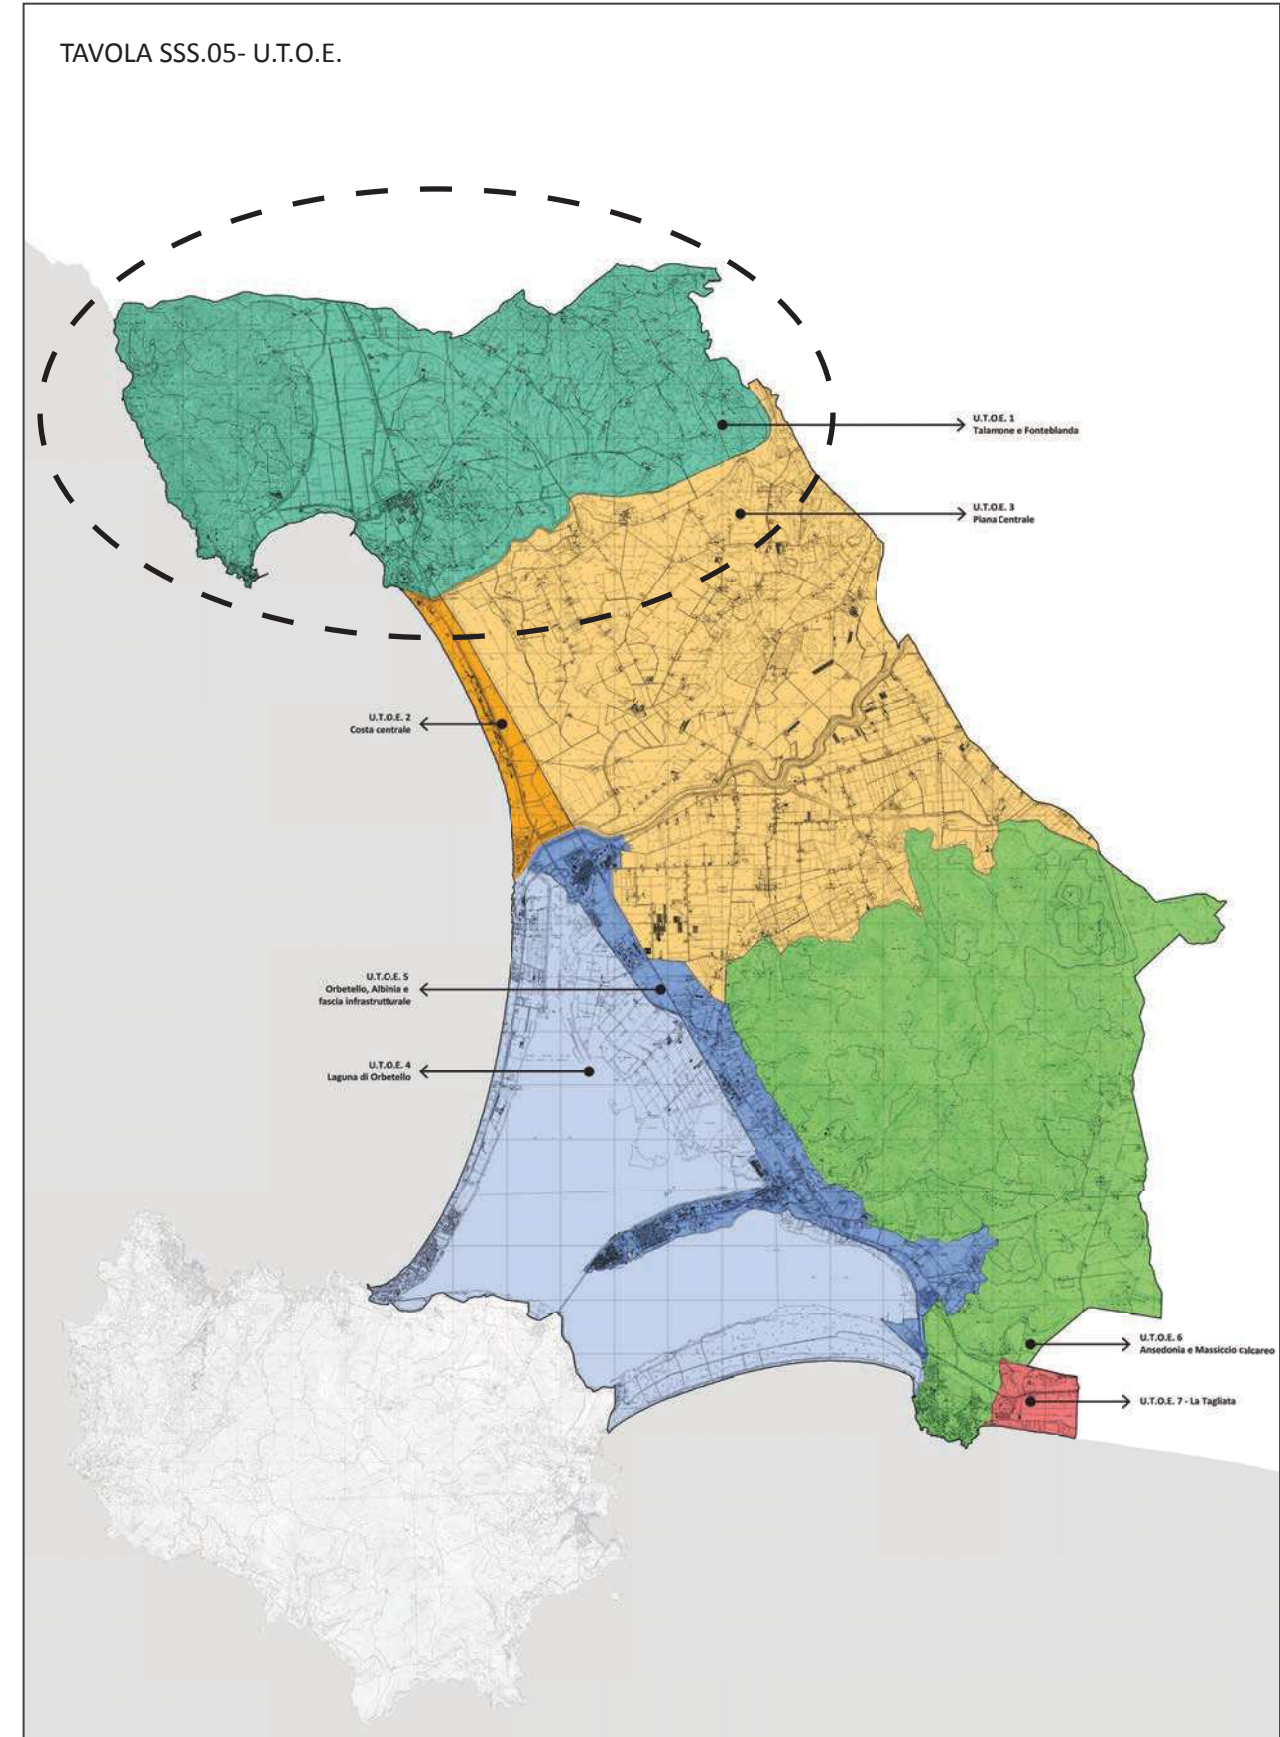 TAVOLA SSS.05- U.T.O.E.
U.T.O.E. 1
Talamone e Fonteblanda
U.T.O.E. 3
Piana Centrale
U.T.O.E. 2
Costa centrale
U.T.O.E. 5
Orbetello, Albinia e
fascia infrastrutturale
U.T.O.E. 4
Laguna di Orbetello
U.T.O.E. 6
Ansedonia e Massiccio calcareo
U.T.O.E. 7 - La Tagliata